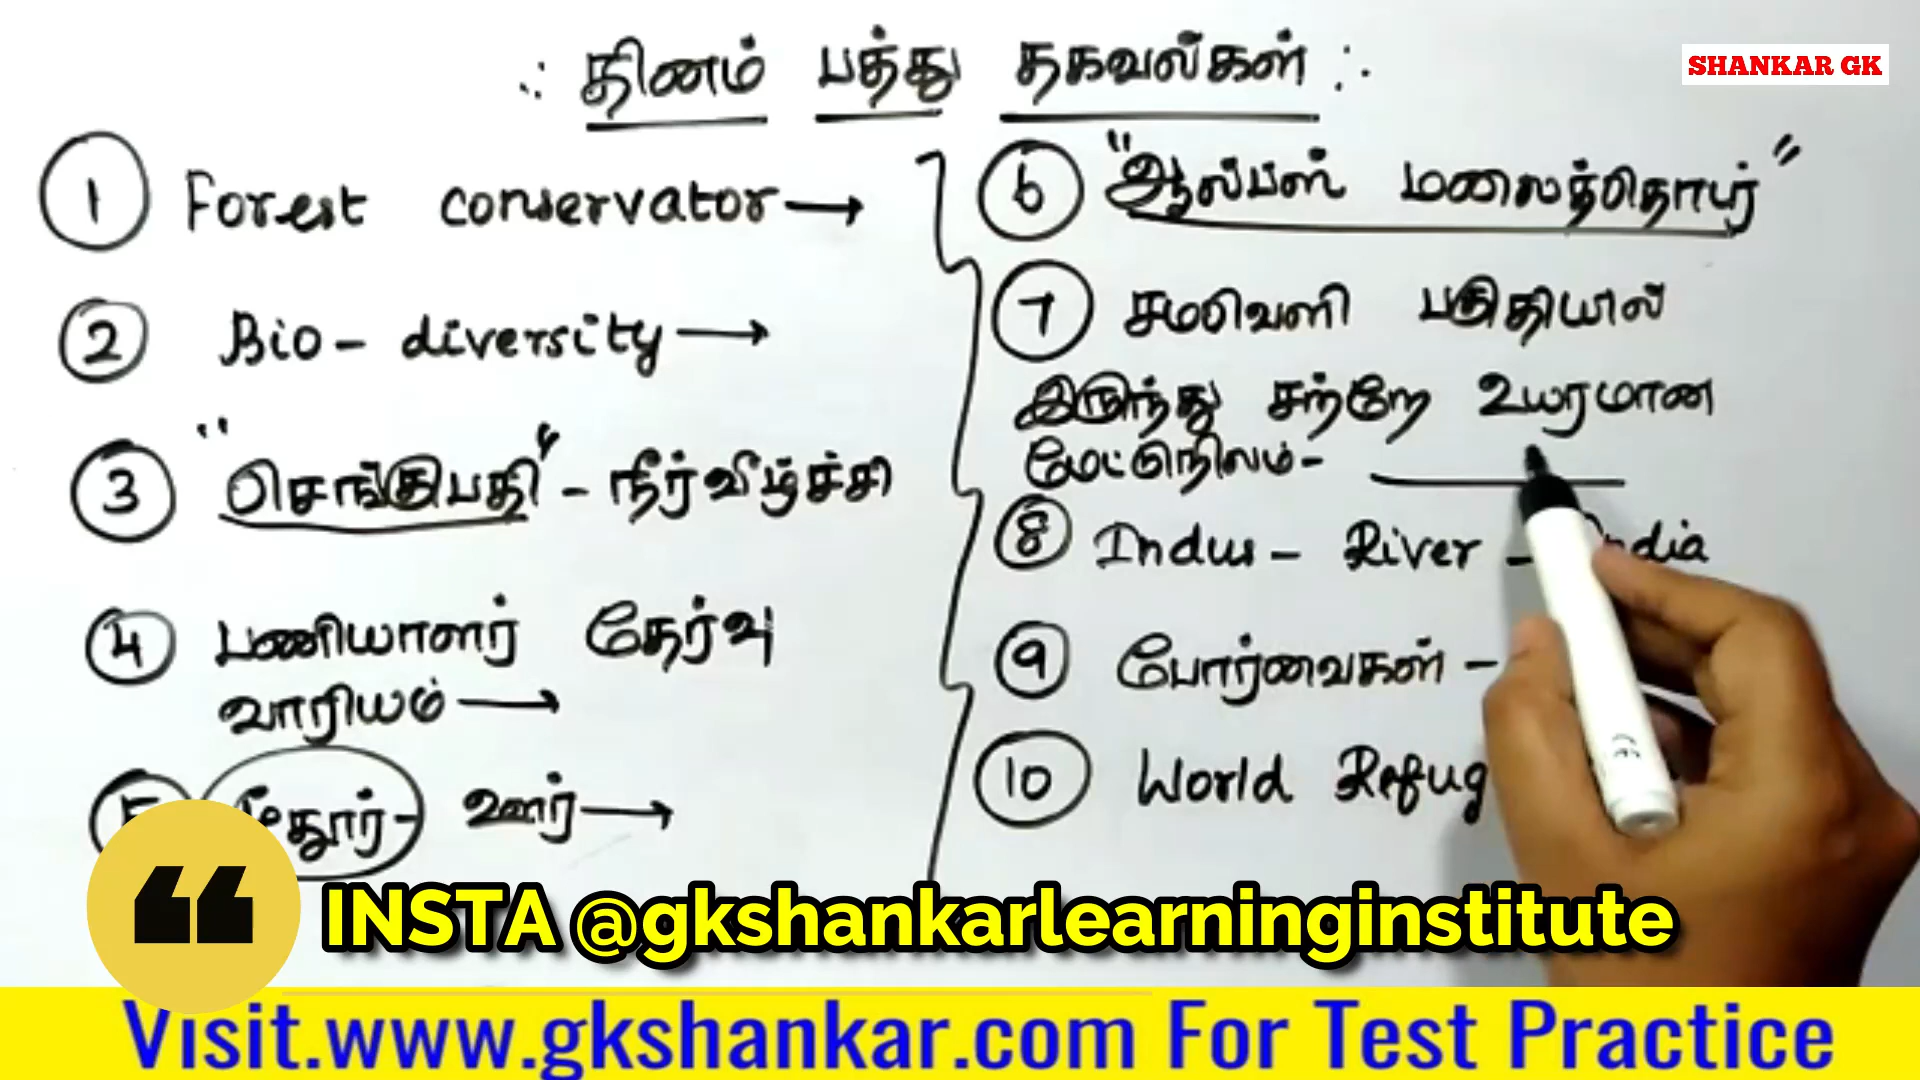 ∴ தினம் பத்து தகவல்கள் ∴
SHANKAR GK
① Forest conservator →
② Bio - diversity →
③ "செங்குபதி" - நீர்வீழ்ச்சி
④ பணியாளர் தேர்வு
வாரியம் →
ஊர் →
⑥ "ஆல்ப்ஸ் மலைத்தொடர்"
⑦ சமவெளி பகுதியில்
இருந்து சற்றே உயரமான
மேட்டுநிலம் -
⑧ Indus - River - India
⑨ போர்வைகள் -
⑩ World Refug
INSTA @gkshankarlearninginstitute
Visit.www.gkshankar.com For Test Practice